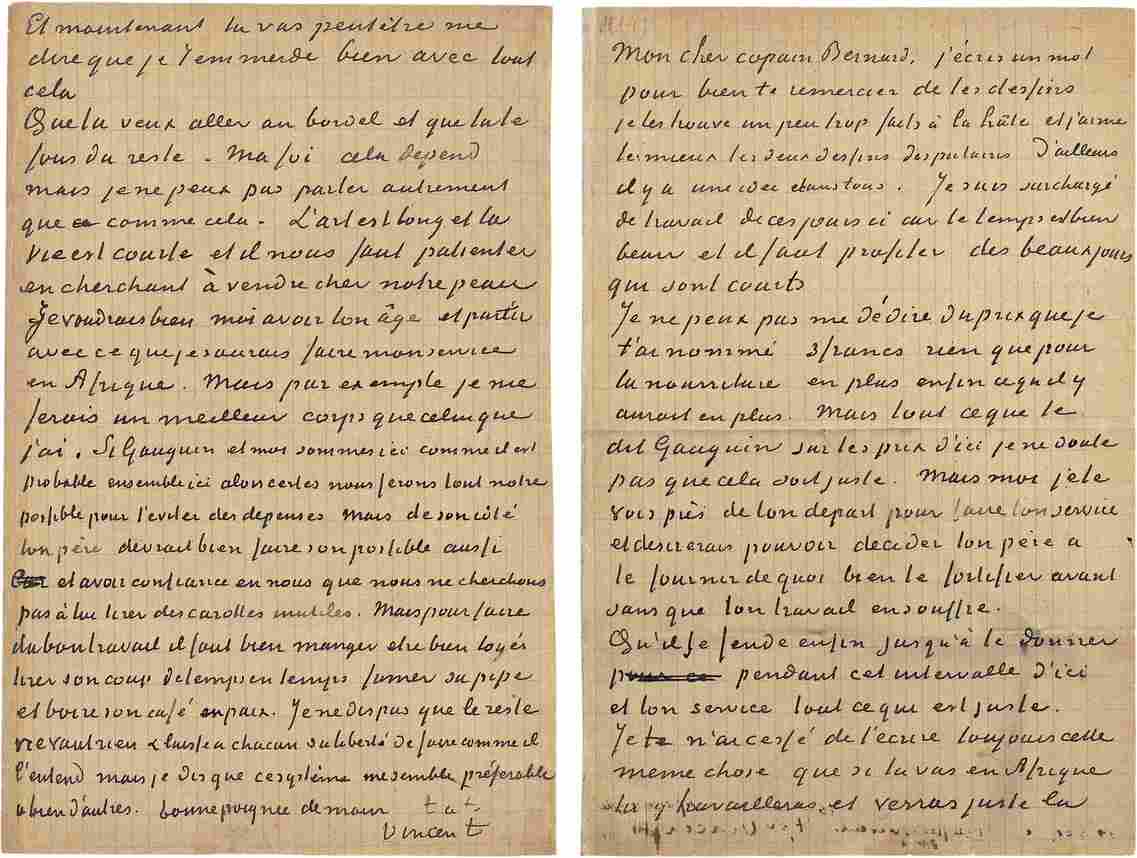 Et maintenant tu vas peutêtre me
dire que je t'emmerde bien avec tout
cela
Que tu veux aller au bordel et que tu te
fous du reste. Ma foi cela depend
mais je ne peux pas parler autrement
que comme cela. L'art est long et la
vie est courte et il nous faut patienter
en cherchant à vendre cher notre peau
Je voudrais bien moi avoir ton âge et partir
avec ce que je saurais faire mon service
en Afrique. Mais par exemple je me
ferais un meilleur corps que celui que
j'ai. Si Gauguin et moi sommes ici comme il est
probable ensemble ici alors certes nous ferons tout notre
possible pour t'eviter des depenses mais de son côté
ton père devrait bien faire son possible aussi
et avoir confiance en nous que nous ne cherchons
pas à lui tirer des carottes inutiles. Mais pour faire
du bon travail il faut bien manger etre bien logés
tirer son coup de temps en temps fumer sa pipe
et boire son café en paix. Je ne dis pas que le reste
ne vaut rien & laisse a chacun sa liberté de faire comme il
l'entend mais je dis que ce système me semble préférable
a bien d'autres. bonne poignée de main t. à t.
Vincent
Mon cher copain Bernard, j'écris un mot
pour bien te remercier de tes dessins
je les trouve un peu trop faits à la hâte et j'aime
le mieux les deux dessins des putains d'ailleurs
il y a une idee dans tous. Je suis surchargé
de travail de ces jours ci car le temps est bien
beau et il faut profiter des beaux jours
qui sont courts
Je ne peux pas me dédire du prix que je
t'ai nommé 3 francs rien que pour
la nourriture en plus enfin ce qu'il y
aurait en plus. Mais tout ce que te
dit Gauguin sur les prix d'ici je ne doute
pas que cela soit juste. Mais moi je te
vois près de ton depart pour faire ton service
et desirerais pouvoir decider ton père a
te fournir de quoi bien te fortifier avant
sans que ton travail en souffre.
Qu'il se fende enfin jusqu'à te donner
pendant cet intervalle d'ici
et ton service tout ce qui est juste.
Je n'ai cessé de t'écrire toujours cette
meme chose que si tu vas en Afrique
tu y travailleras et verras juste la